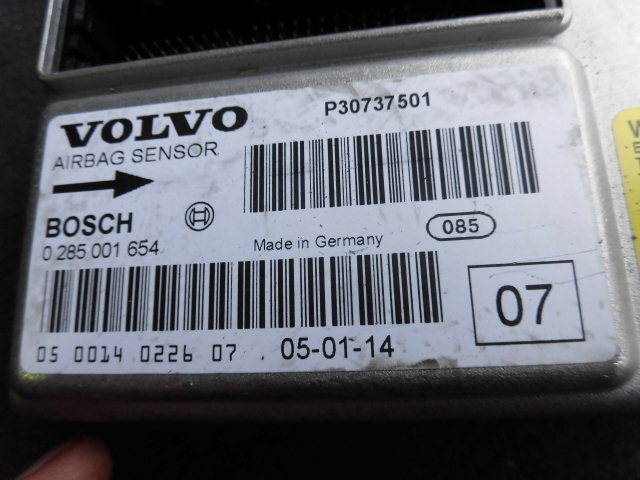 VOLVO
P30737501
AIRBAG SENSOR
BOSCH
0 285 001 654
Made in Germany
085
07
05 0014 0226 07
05-01-14